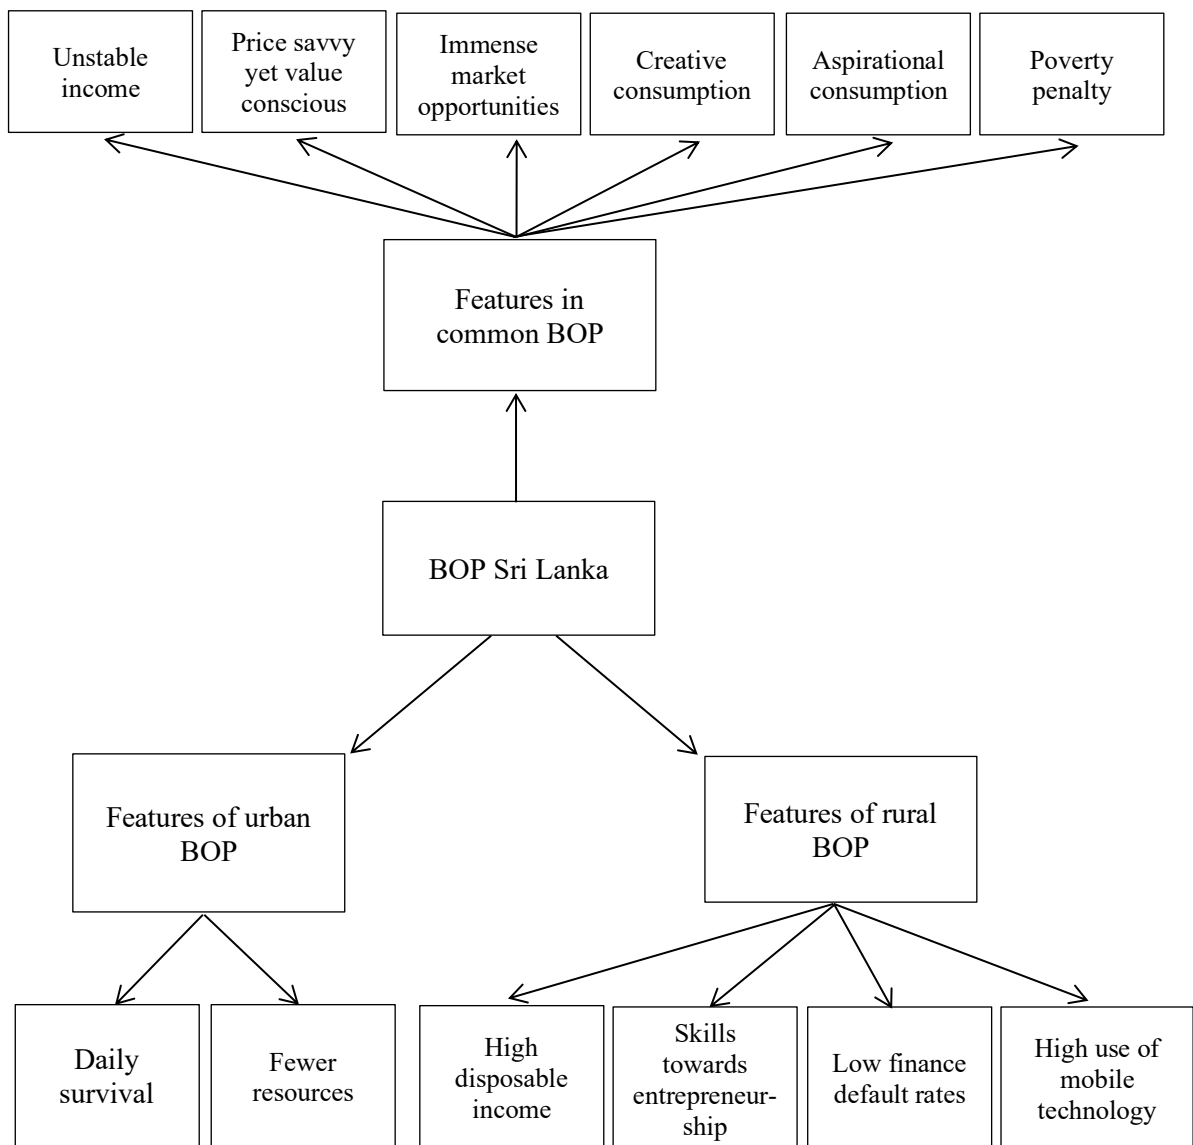 Unstable
income
Price savvy
yet value
conscious
Immense
market
opportunities
Creative
consumption
Aspirational
consumption
Poverty
penalty
Features in
common BOP
BOP Sri Lanka
Features of urban
BOP
Features of rural
BOP
Daily
survival
Fewer
resources
High
disposable
income
Skills
towards
entrepreneur-
ship
Low finance
default rates
High use of
mobile
technology